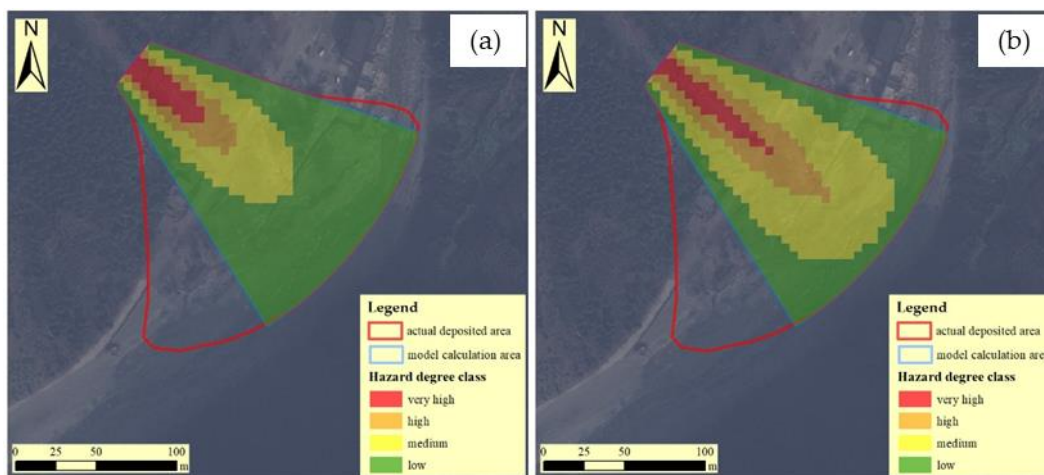 N
(a)
Legend
actual deposited area
model calculation area
Hazard degree class
very high
high
medium
low
0 25 50 100
m
N
(b)
Legend
actual deposited area
model calculation area
Hazard degree class
very high
high
medium
low
0 25 50 100
m